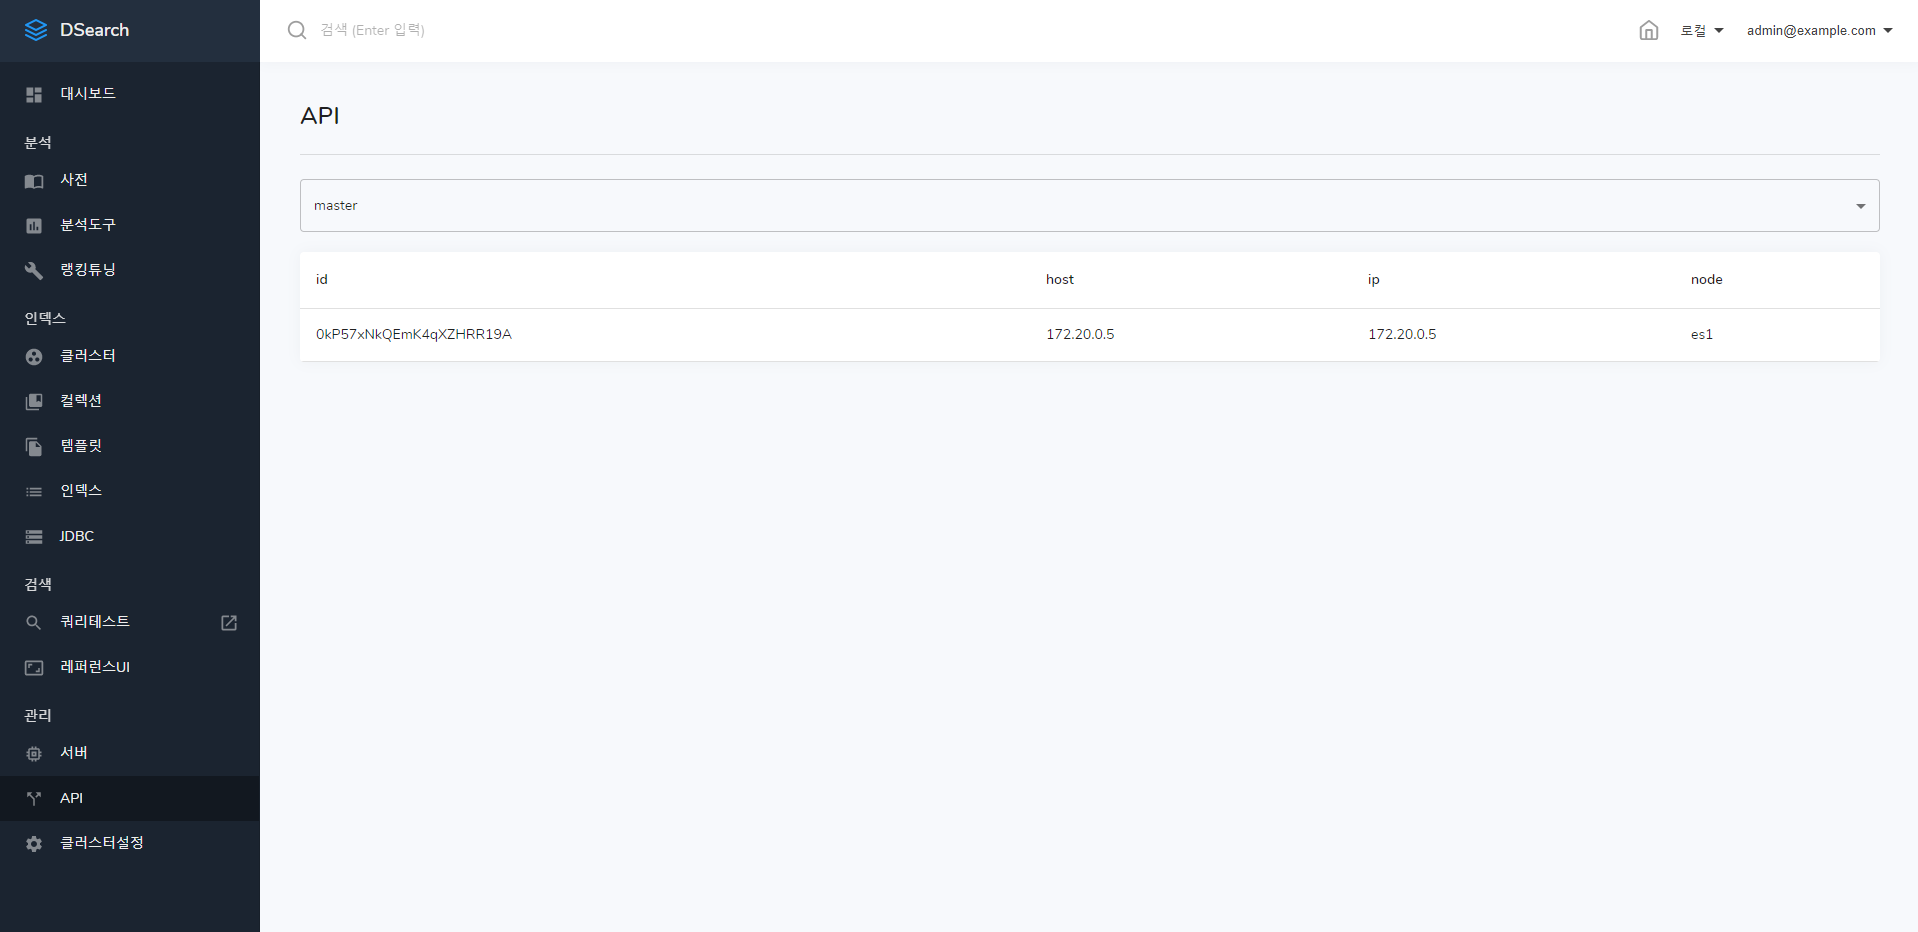 DSearch
검색 (Enter 입력)
로컬
admin@example.com
대시보드
분석
사전
분석도구
랭킹튜닝
인덱스
클러스터
컬렉션
템플릿
인덱스
JDBC
검색
쿼리테스트
레퍼런스UI
관리
서버
API
클러스터설정
API
master
id host ip node
0kP57xNkQEmK4qXZHRR19A 172.20.0.5 172.20.0.5 es1